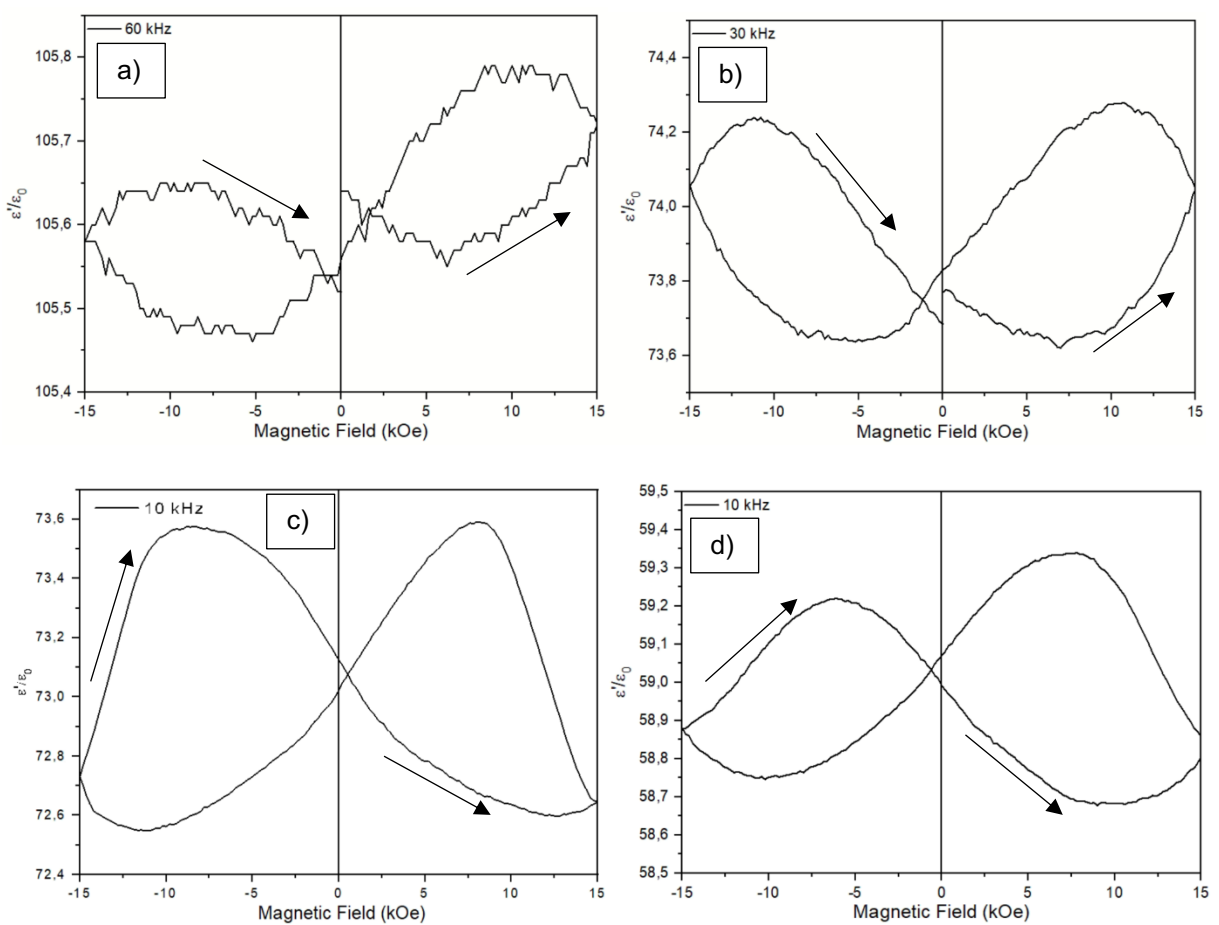 60 kHz
a)
105,8
105,7
105,6
105,5
105,4
ε'/ε0
-15 -10 -5 0 5 10 15
Magnetic Field (kOe)
30 kHz
b)
74,4
74,2
74,0
73,8
73,6
ε'/ε0
-15 -10 -5 0 5 10 15
Magnetic Field (kOe)
10 kHz
c)
73,6
73,4
73,2
73,0
72,8
72,6
72,4
ε'/ε0
-15 -10 -5 0 5 10 15
Magnetic Field (kOe)
10 kHz
d)
59,5
59,4
59,3
59,2
59,1
59,0
58,9
58,8
58,7
58,6
58,5
ε'/ε0
-15 -10 -5 0 5 10 15
Magnetic Field (kOe)